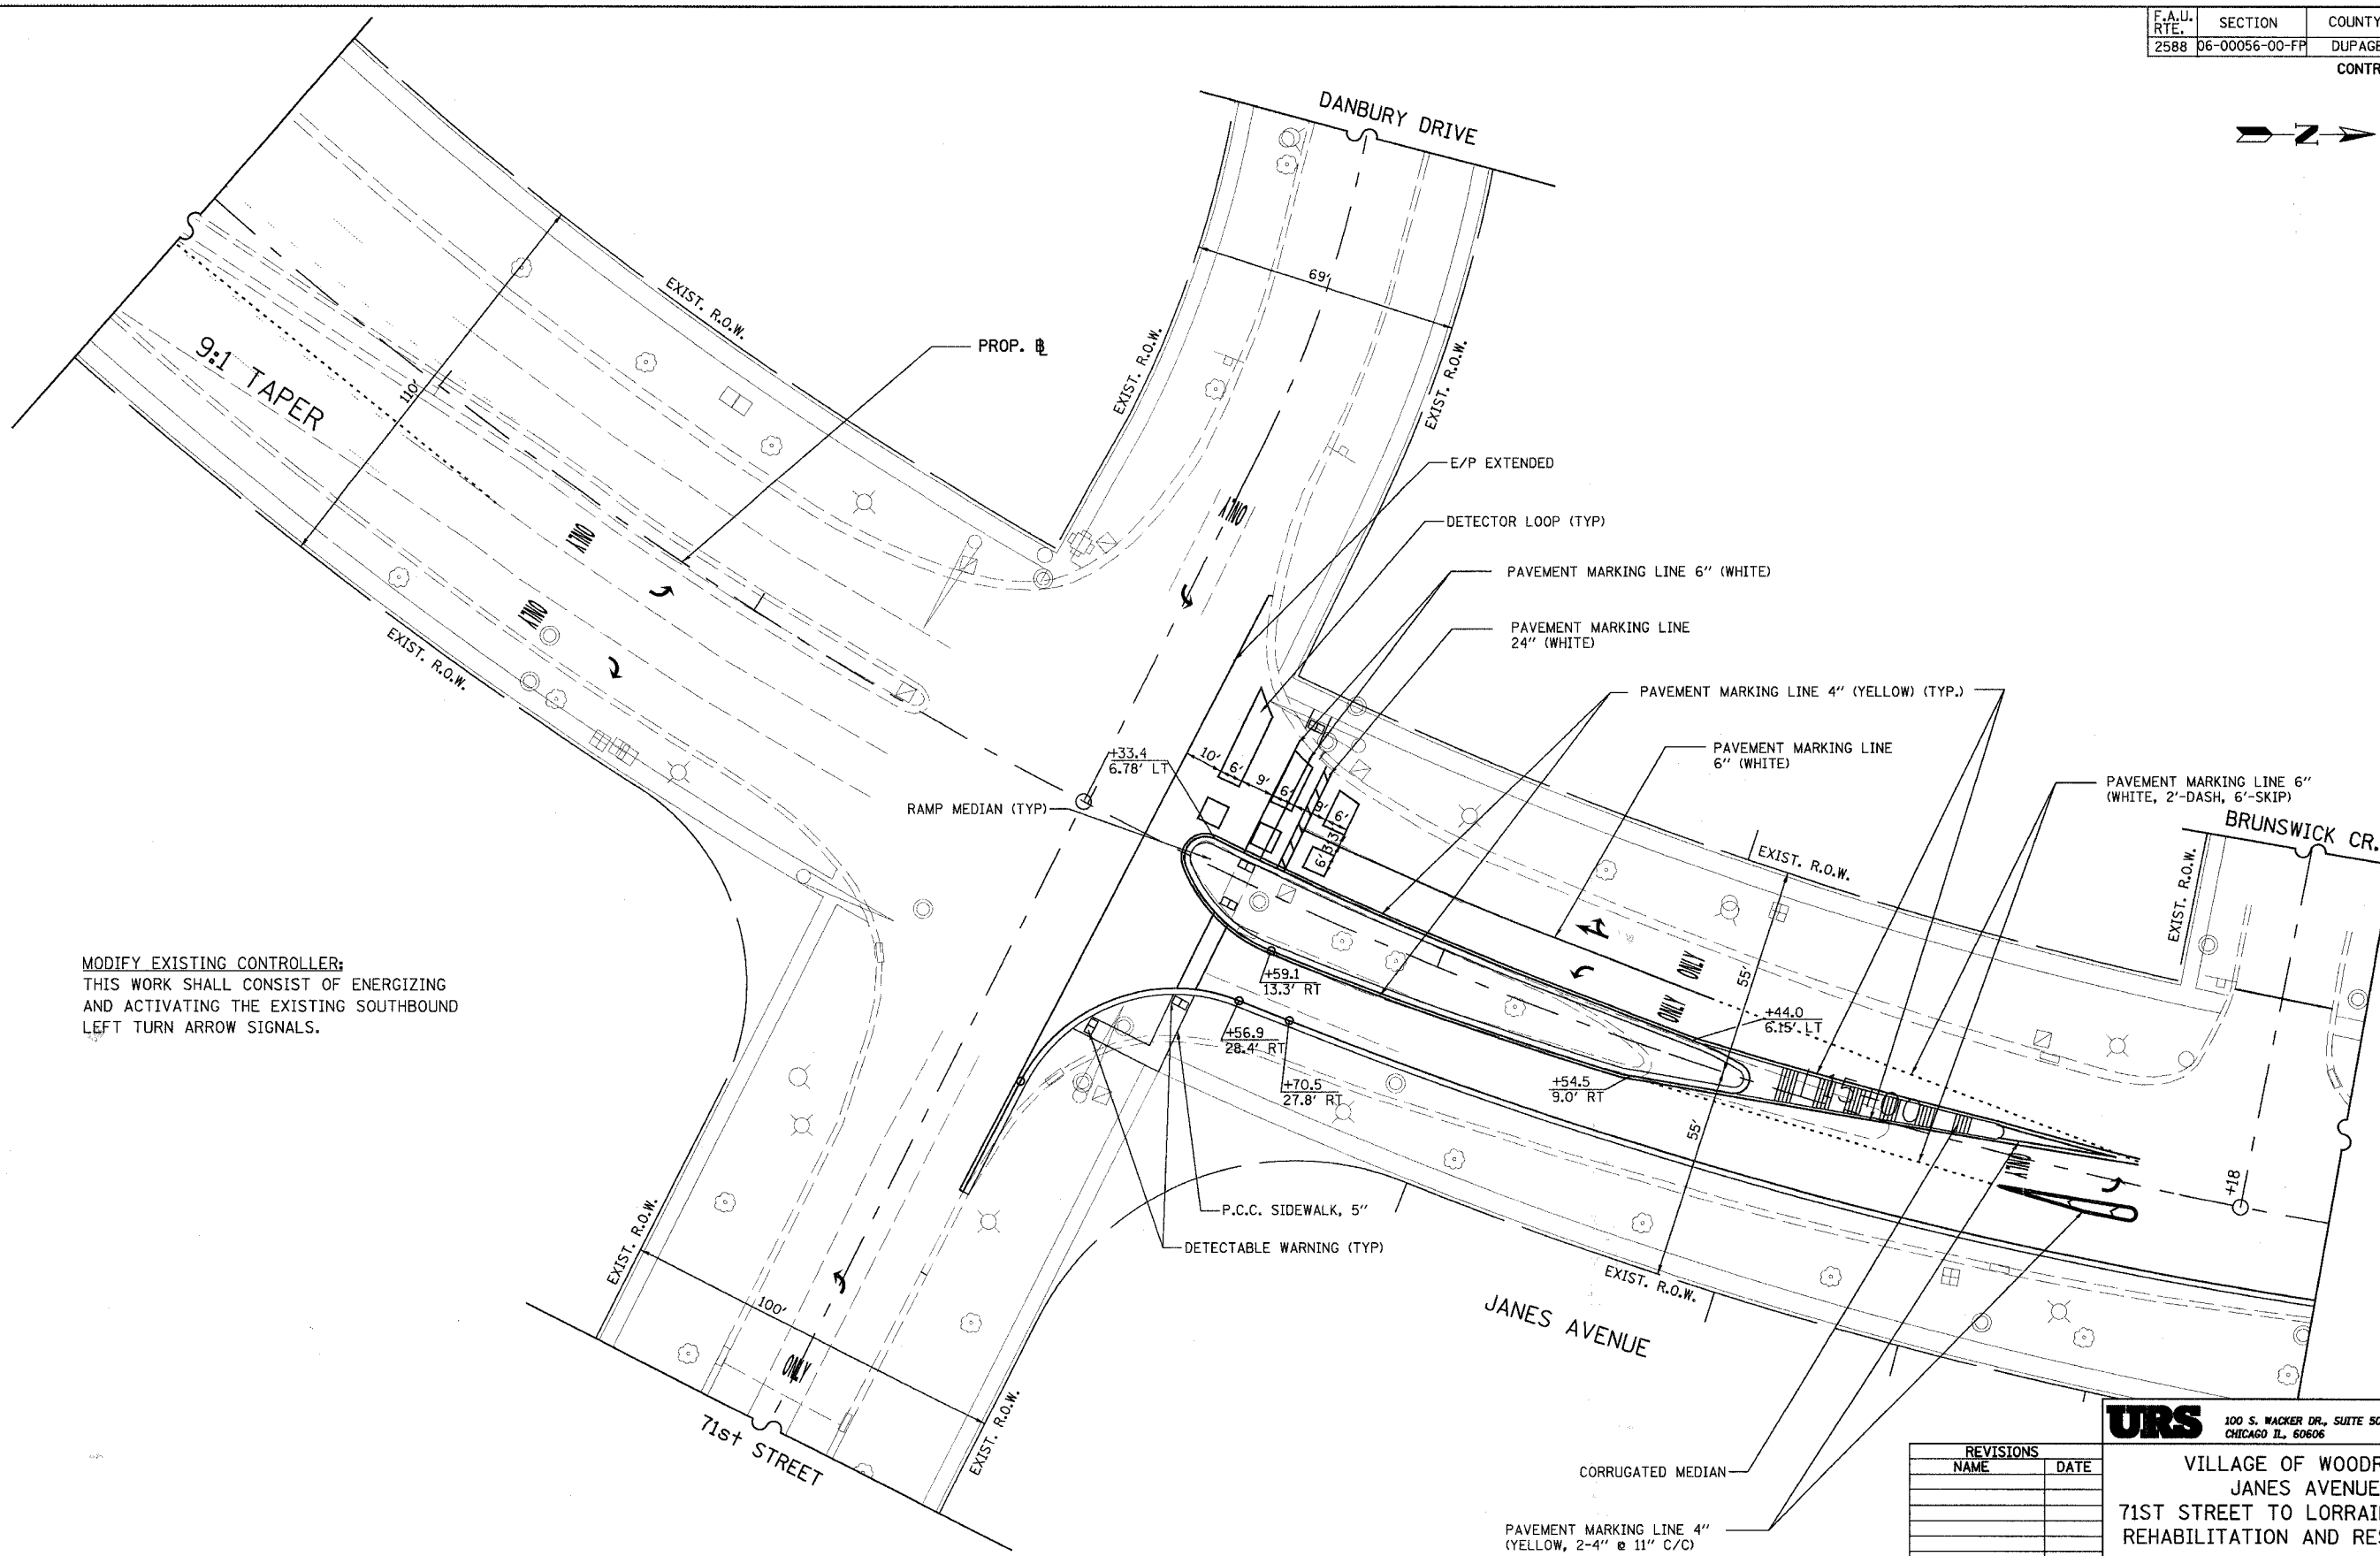 F.A.U. RTE.
SECTION
COUNTY
2588
06-00056-00-FP
DUPAGE
CONTR
N
DANBURY DRIVE
69'
EXIST. R.O.W.
PROP. B
L
EXIST. R.O.W.
EXIST. R.O.W.
9:1 TAPER
110'
E/P EXTENDED
ONLY
DETECTOR LOOP (TYP)
ONLY
PAVEMENT MARKING LINE 6" (WHITE)
ONLY
PAVEMENT MARKING LINE
24" (WHITE)
EXIST. R.O.W.
PAVEMENT MARKING LINE 4" (YELLOW) (TYP.)
PAVEMENT MARKING LINE
6" (WHITE)
+33.4
6.78' LT
10'
6'
9'
6'
9'
6'
3'
3'
6'
PAVEMENT MARKING LINE 6"
(WHITE, 2'-DASH, 6'-SKIP)
RAMP MEDIAN (TYP)
BRUNSWICK CR.
EXIST. R.O.W.
EXIST. R.O.W.
55'
MODIFY EXISTING CONTROLLER:
THIS WORK SHALL CONSIST OF ENERGIZING
AND ACTIVATING THE EXISTING SOUTHBOUND
LEFT TURN ARROW SIGNALS.
+59.1
13.3' RT
ONLY
ONLY
+44.0
6.15' LT
+56.9
28.4' RT
+70.5
27.8' RT
+54.5
9.0' RT
55'
ONLY
+18
P.C.C. SIDEWALK, 5"
DETECTABLE WARNING (TYP)
EXIST. R.O.W.
EXIST. R.O.W.
100'
JANES AVENUE
ONLY
71st STREET
EXIST. R.O.W.
CORRUGATED MEDIAN
PAVEMENT MARKING LINE 4"
(YELLOW, 2-4" @ 11" C/C)
URS
100 S. WACKER DR., SUITE 50
CHICAGO IL, 60606
REVISIONS
NAME
DATE
VILLAGE OF WOODR
JANES AVENUE
71ST STREET TO LORRAI
REHABILITATION AND RES